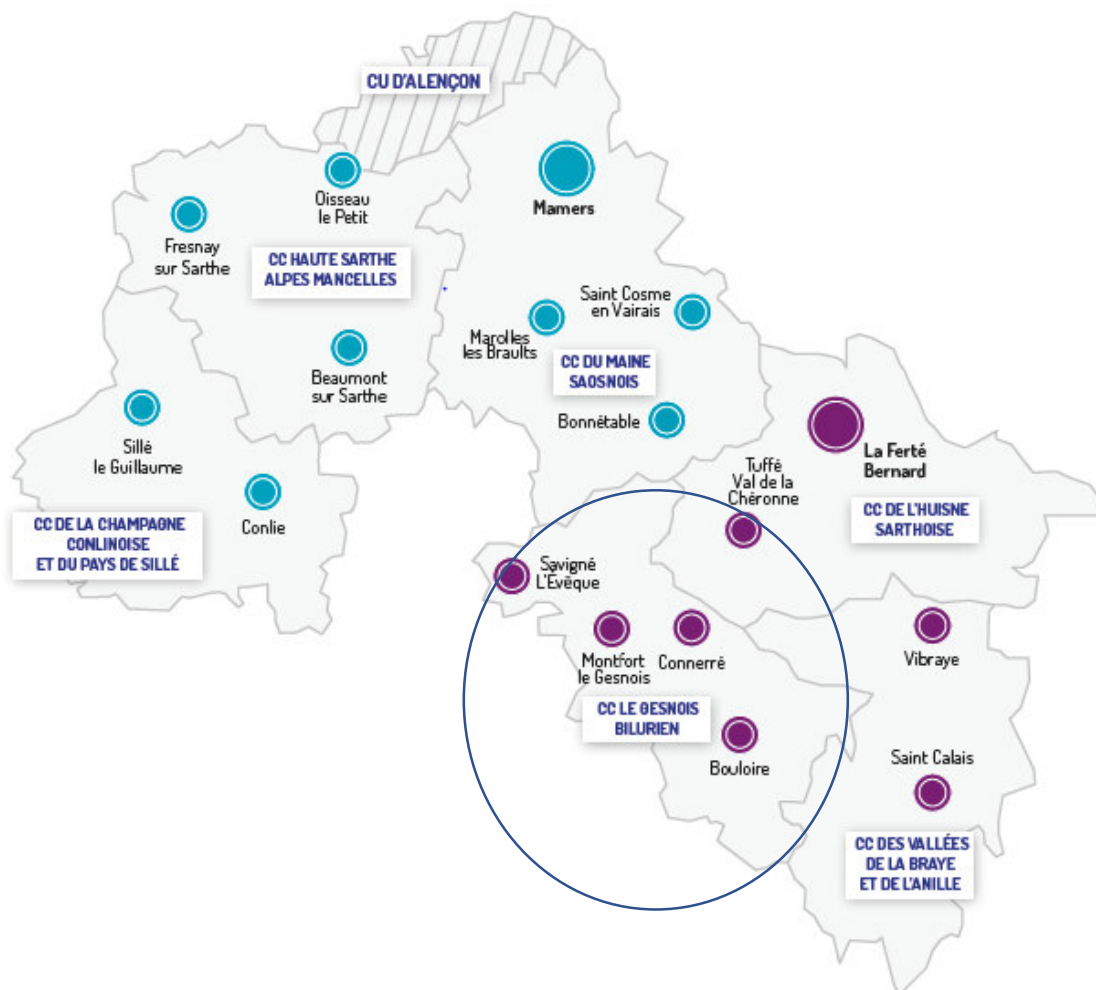 CU D'ALENÇON
Oisseau
le Petit
Mamers
Fresnay
sur Sarthe
CC HAUTE SARTHE
ALPES MANCELLES
Saint Cosme
en Vairais
Marolles
les Braults
CC DU MAINE
SAOSNOIS
Beaumont
sur Sarthe
Bonnétable
Sillé
le Guillaume
La Ferté
Bernard
Tuffé
Val de la
Chéronne
CC DE L'HUISNE
SARTHOISE
Conlie
CC DE LA CHAMPAGNE
CONLINOISE
ET DU PAYS DE SILLÉ
Savigné
L'Évêque
Montfort
le Gesnois
Connerré
Vibraye
CC LE GESNOIS
BILURIEN
Bouloire
Saint Calais
CC DES VALLÉES
DE LA BRAYE
ET DE L'ANILLE